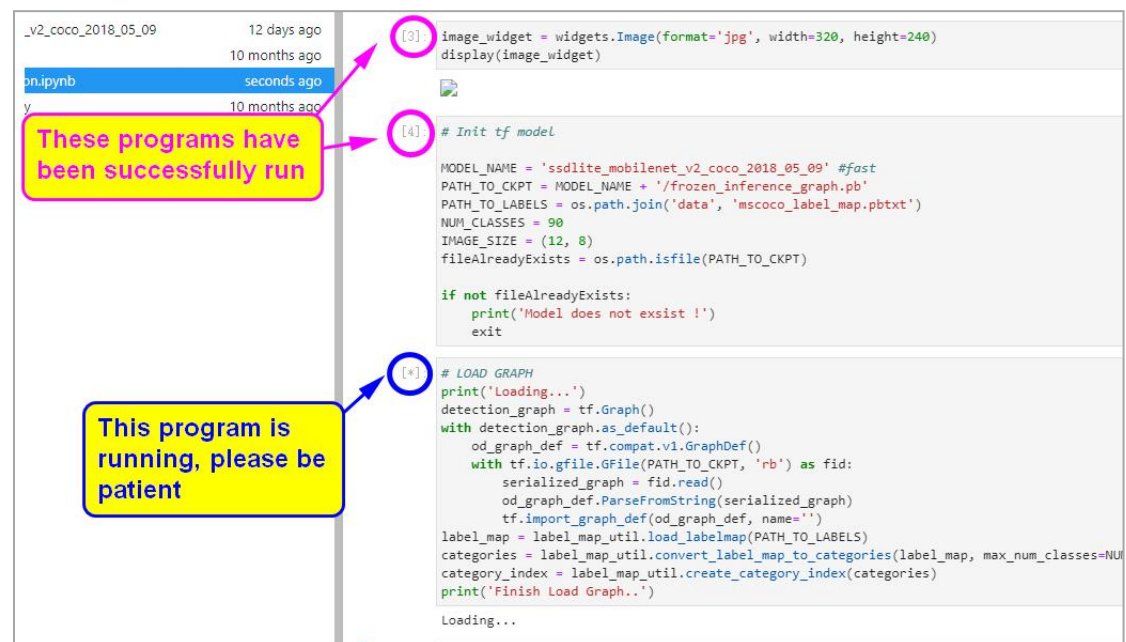 _v2_coco_2018_05_09 12 days ago
10 months ago
on.ipynb seconds ago
y 10 months ago
These programs have
been successfully run
This program is
running, please be
patient
[3]: image_widget = widgets.Image(format='jpg', width=320, height=240)
display(image_widget)
[4]: # Init tf model
MODEL_NAME = 'ssdlite_mobilenet_v2_coco_2018_05_09' #fast
PATH_TO_CKPT = MODEL_NAME + '/frozen_inference_graph.pb'
PATH_TO_LABELS = os.path.join('data', 'mscoco_label_map.pbtxt')
NUM_CLASSES = 90
IMAGE_SIZE = (12, 8)
fileAlreadyExists = os.path.isfile(PATH_TO_CKPT)
if not fileAlreadyExists:
    print('Model does not exsist !')
    exit
[*]: # LOAD GRAPH
print('Loading...')
detection_graph = tf.Graph()
with detection_graph.as_default():
    od_graph_def = tf.compat.v1.GraphDef()
    with tf.io.gfile.GFile(PATH_TO_CKPT, 'rb') as fid:
        serialized_graph = fid.read()
        od_graph_def.ParseFromString(serialized_graph)
        tf.import_graph_def(od_graph_def, name='')
label_map = label_map_util.load_labelmap(PATH_TO_LABELS)
categories = label_map_util.convert_label_map_to_categories(label_map, max_num_classes=NU
category_index = label_map_util.create_category_index(categories)
print('Finish Load Graph..')
Loading...